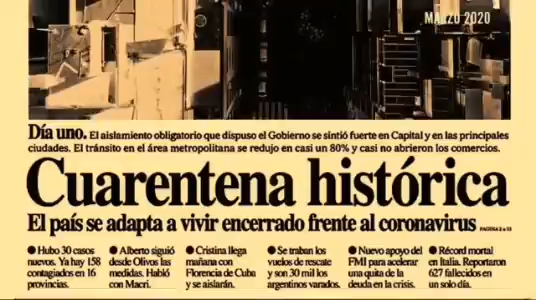 MARZO 2020
Día uno. El aislamiento obligatorio que dispuso el Gobierno se sintió fuerte en Capital y en las principales
ciudades. El tránsito en el área metropolitana se redujo en casi un 80% y casi no abrieron los comercios.
Cuarentena histórica
El país se adapta a vivir encerrado frente al coronavirus PÁGINAS 2 a 13
● Hubo 30 casos
nuevos. Ya hay 158
contagiados en 16
provincias.
● Alberto siguió
desde Olivos las
medidas. Habló
con Macri.
● Cristina llega
mañana con
Florencia de Cuba
y se aislarán.
● Se traban los
vuelos de rescate
y son 30 mil los
argentinos varados.
● Nuevo apoyo del
FMI para acelerar
una quita de la
deuda en la crisis.
● Récord mortal
en Italia. Reportaron
627 fallecidos en
un solo día.